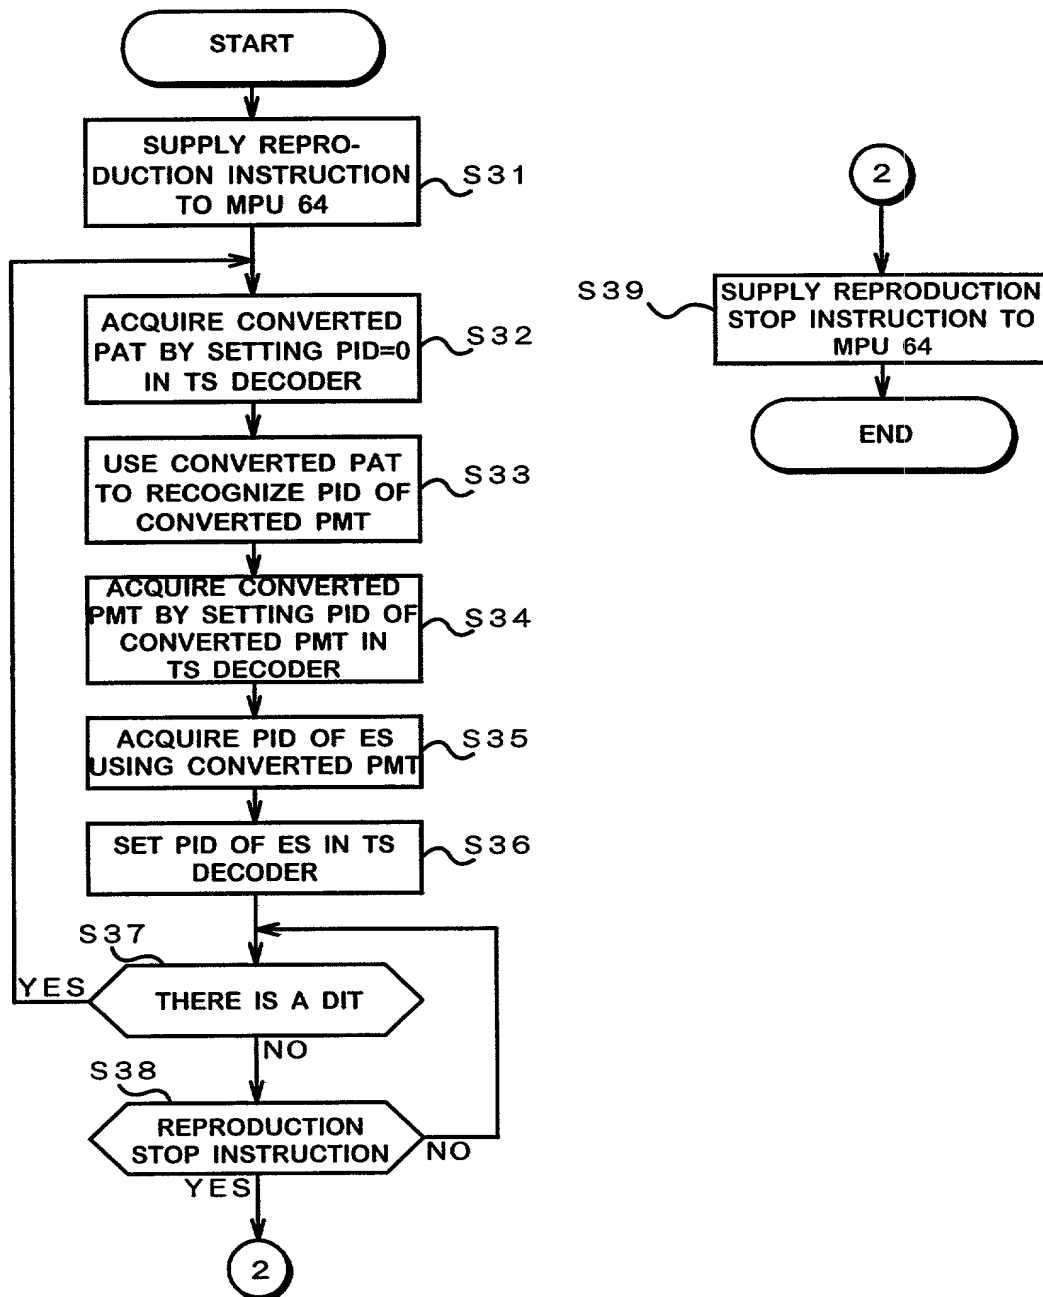 START
SUPPLY REPRO-
DUCTION INSTRUCTION
TO MPU 64
S31
ACQUIRE CONVERTED
PAT BY SETTING PID=0
IN TS DECODER
S32
USE CONVERTED PAT
TO RECOGNIZE PID OF
CONVERTED PMT
S33
ACQUIRE CONVERTED
PMT BY SETTING PID OF
CONVERTED PMT IN
TS DECODER
S34
ACQUIRE PID OF ES
USING CONVERTED PMT
S35
SET PID OF ES IN TS
DECODER
S36
S37
YES
THERE IS A DIT
NO
S38
REPRODUCTION
STOP INSTRUCTION
NO
YES
2
2
S39
SUPPLY REPRODUCTION
STOP INSTRUCTION TO
MPU 64
END